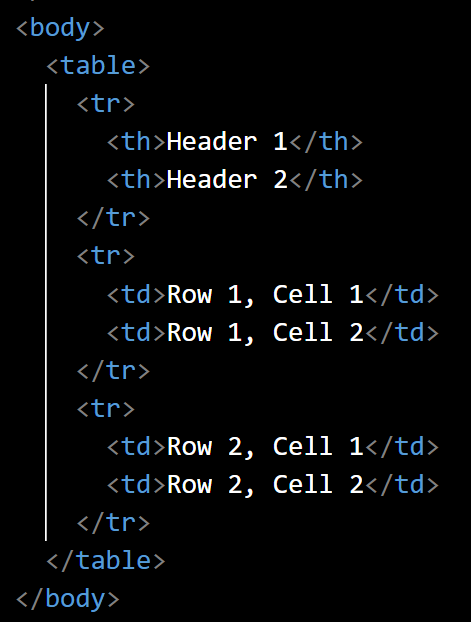 <body>
<table>
<tr>
<th>Header 1</th>
<th>Header 2</th>
</tr>
<tr>
<td>Row 1, Cell 1</td>
<td>Row 1, Cell 2</td>
</tr>
<tr>
<td>Row 2, Cell 1</td>
<td>Row 2, Cell 2</td>
</tr>
</table>
</body>